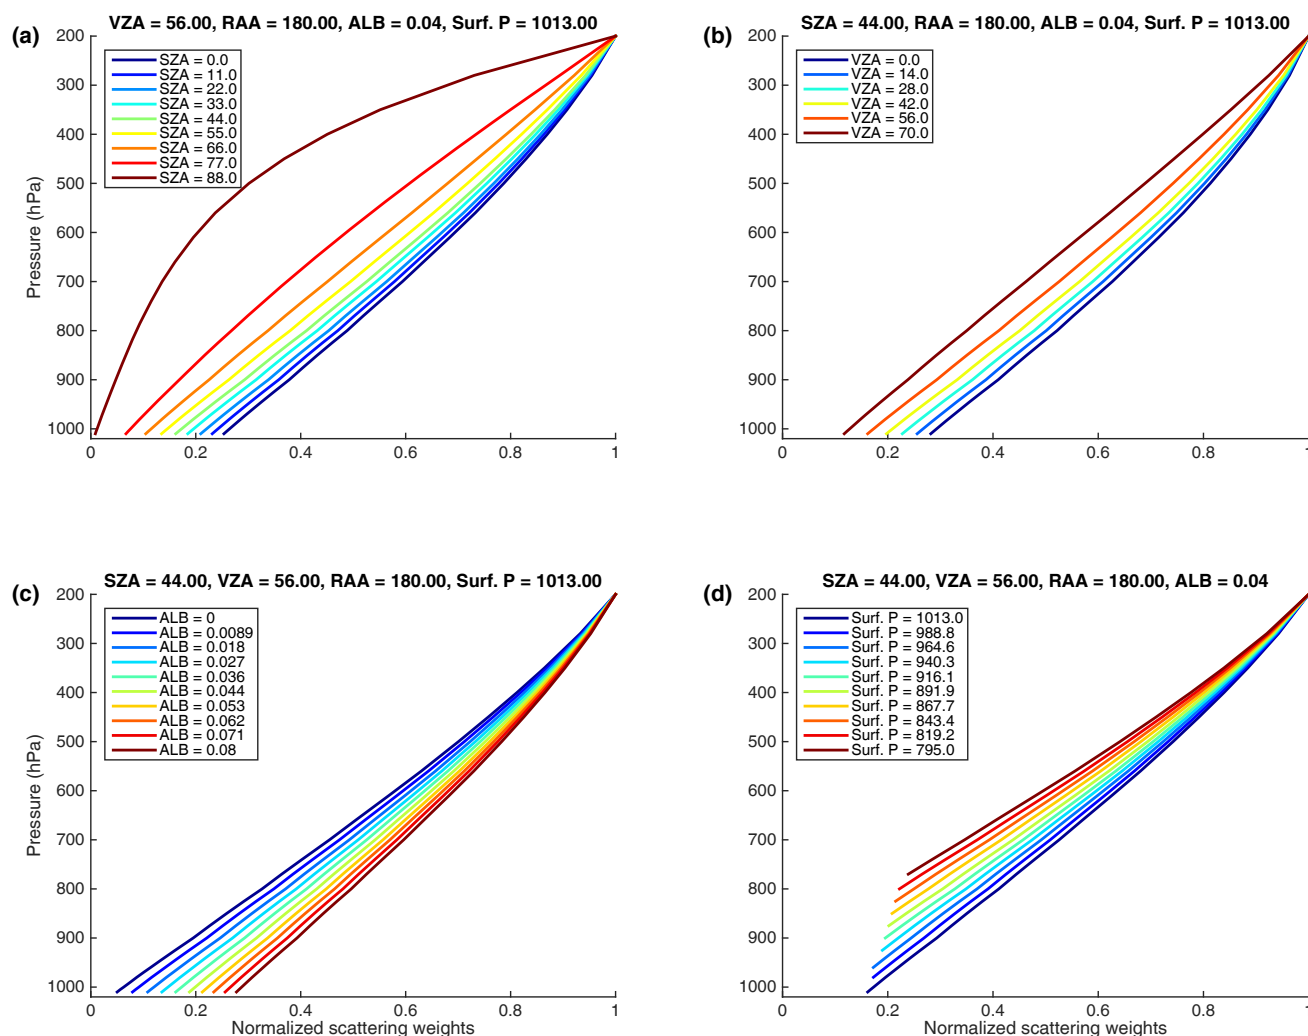 (a)
VZA = 56.00, RAA = 180.00, ALB = 0.04, Surf. P = 1013.00
200
300
400
500
600
700
800
900
1000
Pressure (hPa)
SZA = 0.0
SZA = 11.0
SZA = 22.0
SZA = 33.0
SZA = 44.0
SZA = 55.0
SZA = 66.0
SZA = 77.0
SZA = 88.0
0 0.2 0.4 0.6 0.8 1
(b)
SZA = 44.00, RAA = 180.00, ALB = 0.04, Surf. P = 1013.00
200
300
400
500
600
700
800
900
1000
VZA = 0.0
VZA = 14.0
VZA = 28.0
VZA = 42.0
VZA = 56.0
VZA = 70.0
0 0.2 0.4 0.6 0.8 1
(c)
SZA = 44.00, VZA = 56.00, RAA = 180.00, Surf. P = 1013.00
200
300
400
500
600
700
800
900
1000
Pressure (hPa)
ALB = 0
ALB = 0.0089
ALB = 0.018
ALB = 0.027
ALB = 0.036
ALB = 0.044
ALB = 0.053
ALB = 0.062
ALB = 0.071
ALB = 0.08
0 0.2 0.4 0.6 0.8 1
Normalized scattering weights
(d)
SZA = 44.00, VZA = 56.00, RAA = 180.00, ALB = 0.04
200
300
400
500
600
700
800
900
1000
Surf. P = 1013.0
Surf. P = 988.8
Surf. P = 964.6
Surf. P = 940.3
Surf. P = 916.1
Surf. P = 891.9
Surf. P = 867.7
Surf. P = 843.4
Surf. P = 819.2
Surf. P = 795.0
0 0.2 0.4 0.6 0.8 1
Normalized scattering weights